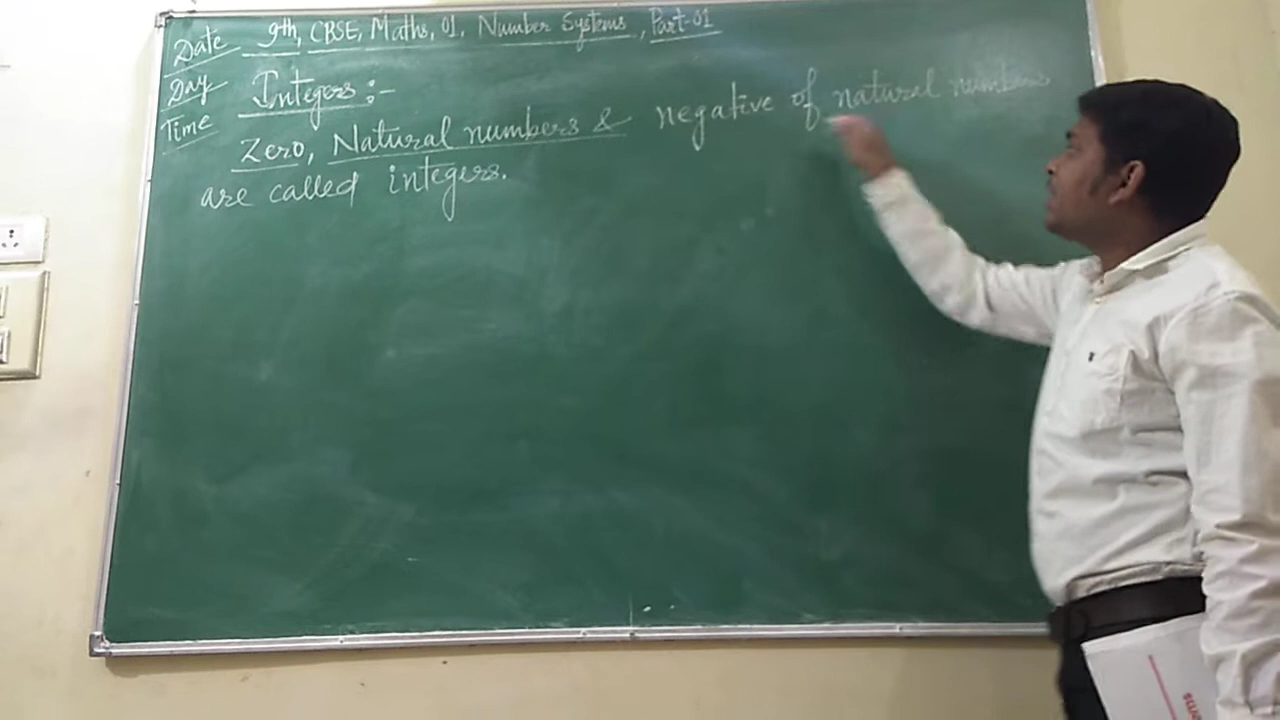 Date 9th, CBSE, Maths, 01, Number Systems, Part-01
Day Integers :-
Time
Zero, Natural numbers & negative of natural numbers
are called integers.